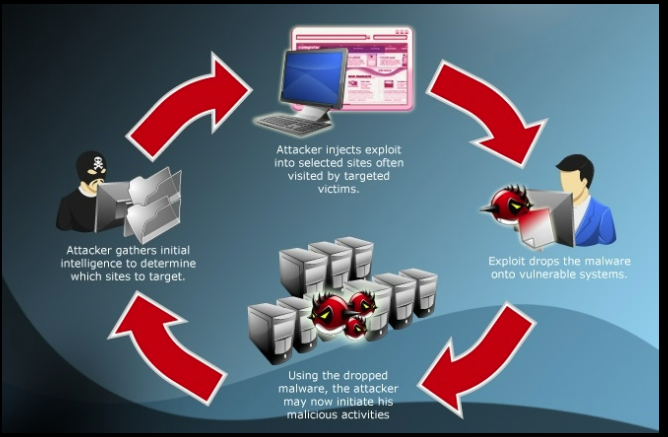 Attacker injects exploit
into selected sites often
visited by targeted
victims.
Exploit drops the malware
onto vulnerable systems.
Using the dropped
malware, the attacker
may now initiate his
malicious activities
Attacker gathers initial
intelligence to determine
which sites to target.